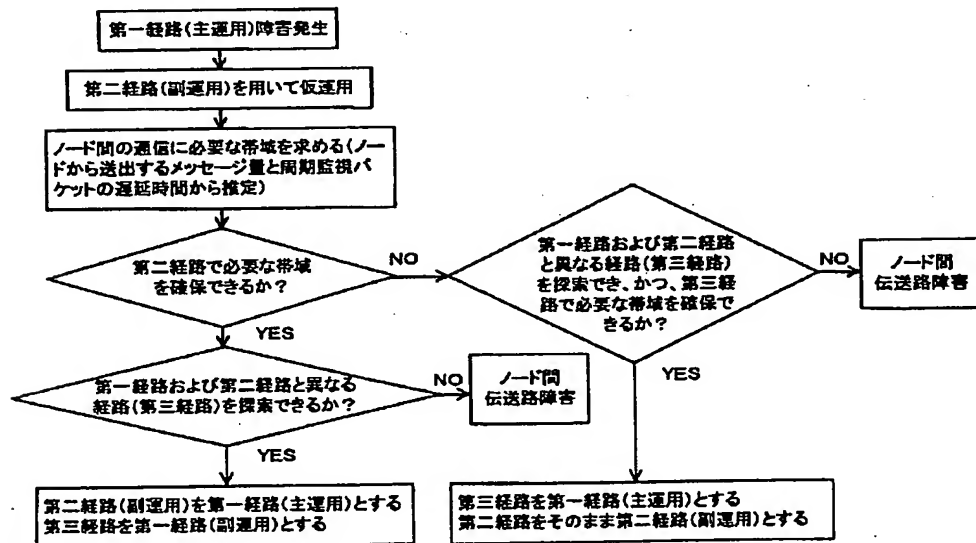 第一経路(主運用)障害発生
第二経路(副運用)を用いて仮運用
ノード間の通信に必要な帯域を求める(ノー
ドから送出するメッセージ量と周期監視パ
ケットの遅延時間から推定)
第二経路で必要な帯域
を確保できるか?
NO
第一経路および第二経路
と異なる経路(第三経路)
を探索でき、かつ、第三経
路で必要な帯域を確保で
きるか?
NO
ノード間
伝送路障害
YES
YES
第一経路および第二経路と異なる
経路(第三経路)を探索できるか?
NO
ノード間
伝送路障害
YES
第二経路(副運用)を第一経路(主運用)とする
第三経路を第一経路(副運用)とする
第三経路を第一経路(主運用)とする
第二経路をそのまま第二経路(副運用)とする